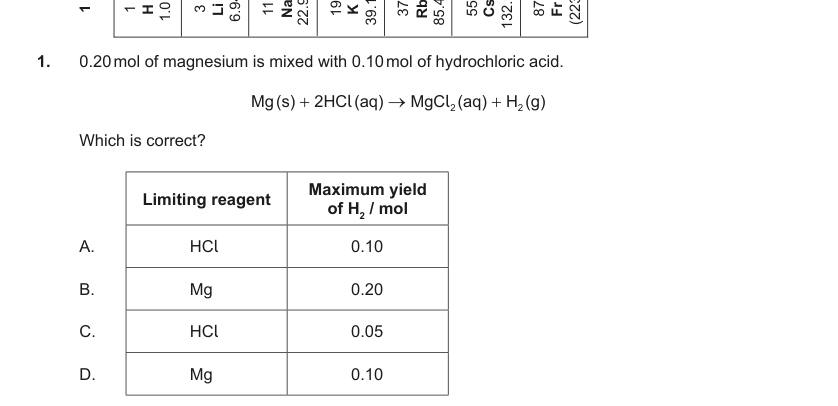 1
1 H 1.0
3 Li
11 Na 22.9
19 K 39.1
37 Rb 85.4
55 Cs 132.
87 Fr (223
1. 0.20 mol of magnesium is mixed with 0.10 mol of hydrochloric acid.
Mg (s) + 2HCl (aq) → MgCl₂ (aq) + H₂ (g)
Which is correct?
Limiting reagent Maximum yield
of H₂ / mol
A. HCl 0.10
B. Mg 0.20
C. HCl 0.05
D. Mg 0.10